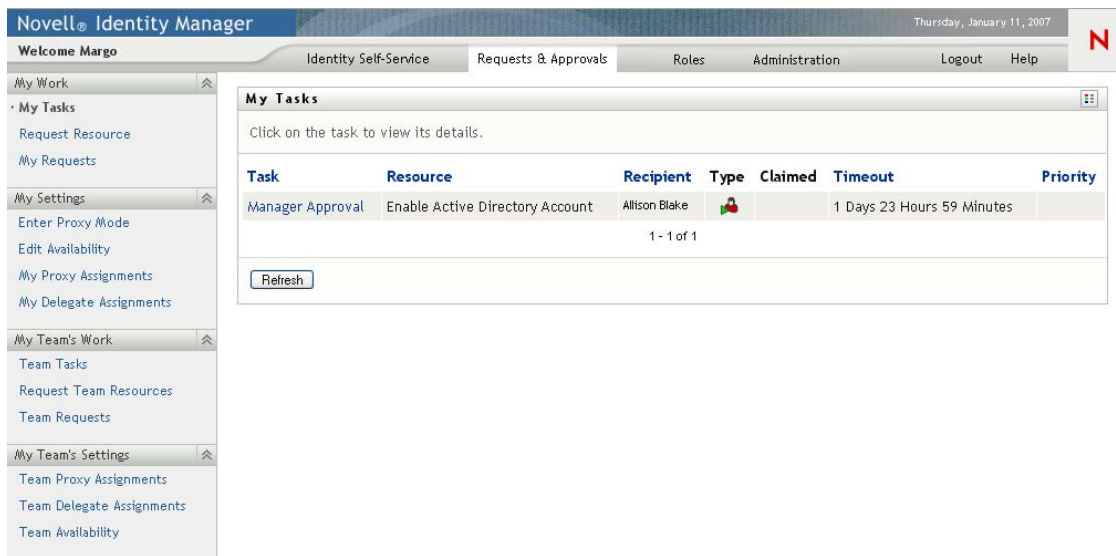 Novell® Identity Manager
Thursday, January 11, 2007
N
Welcome Margo
Identity Self-Service Requests & Approvals Roles Administration Logout Help
My Work
My Tasks
Request Resource
My Requests
My Settings
Enter Proxy Mode
Edit Availability
My Proxy Assignments
My Delegate Assignments
My Team's Work
Team Tasks
Request Team Resources
Team Requests
My Team's Settings
Team Proxy Assignments
Team Delegate Assignments
Team Availability
My Tasks
Click on the task to view its details.
Task Resource Recipient Type Claimed Timeout Priority
Manager Approval Enable Active Directory Account Allison Blake 1 Days 23 Hours 59 Minutes
1 - 1 of 1
Refresh